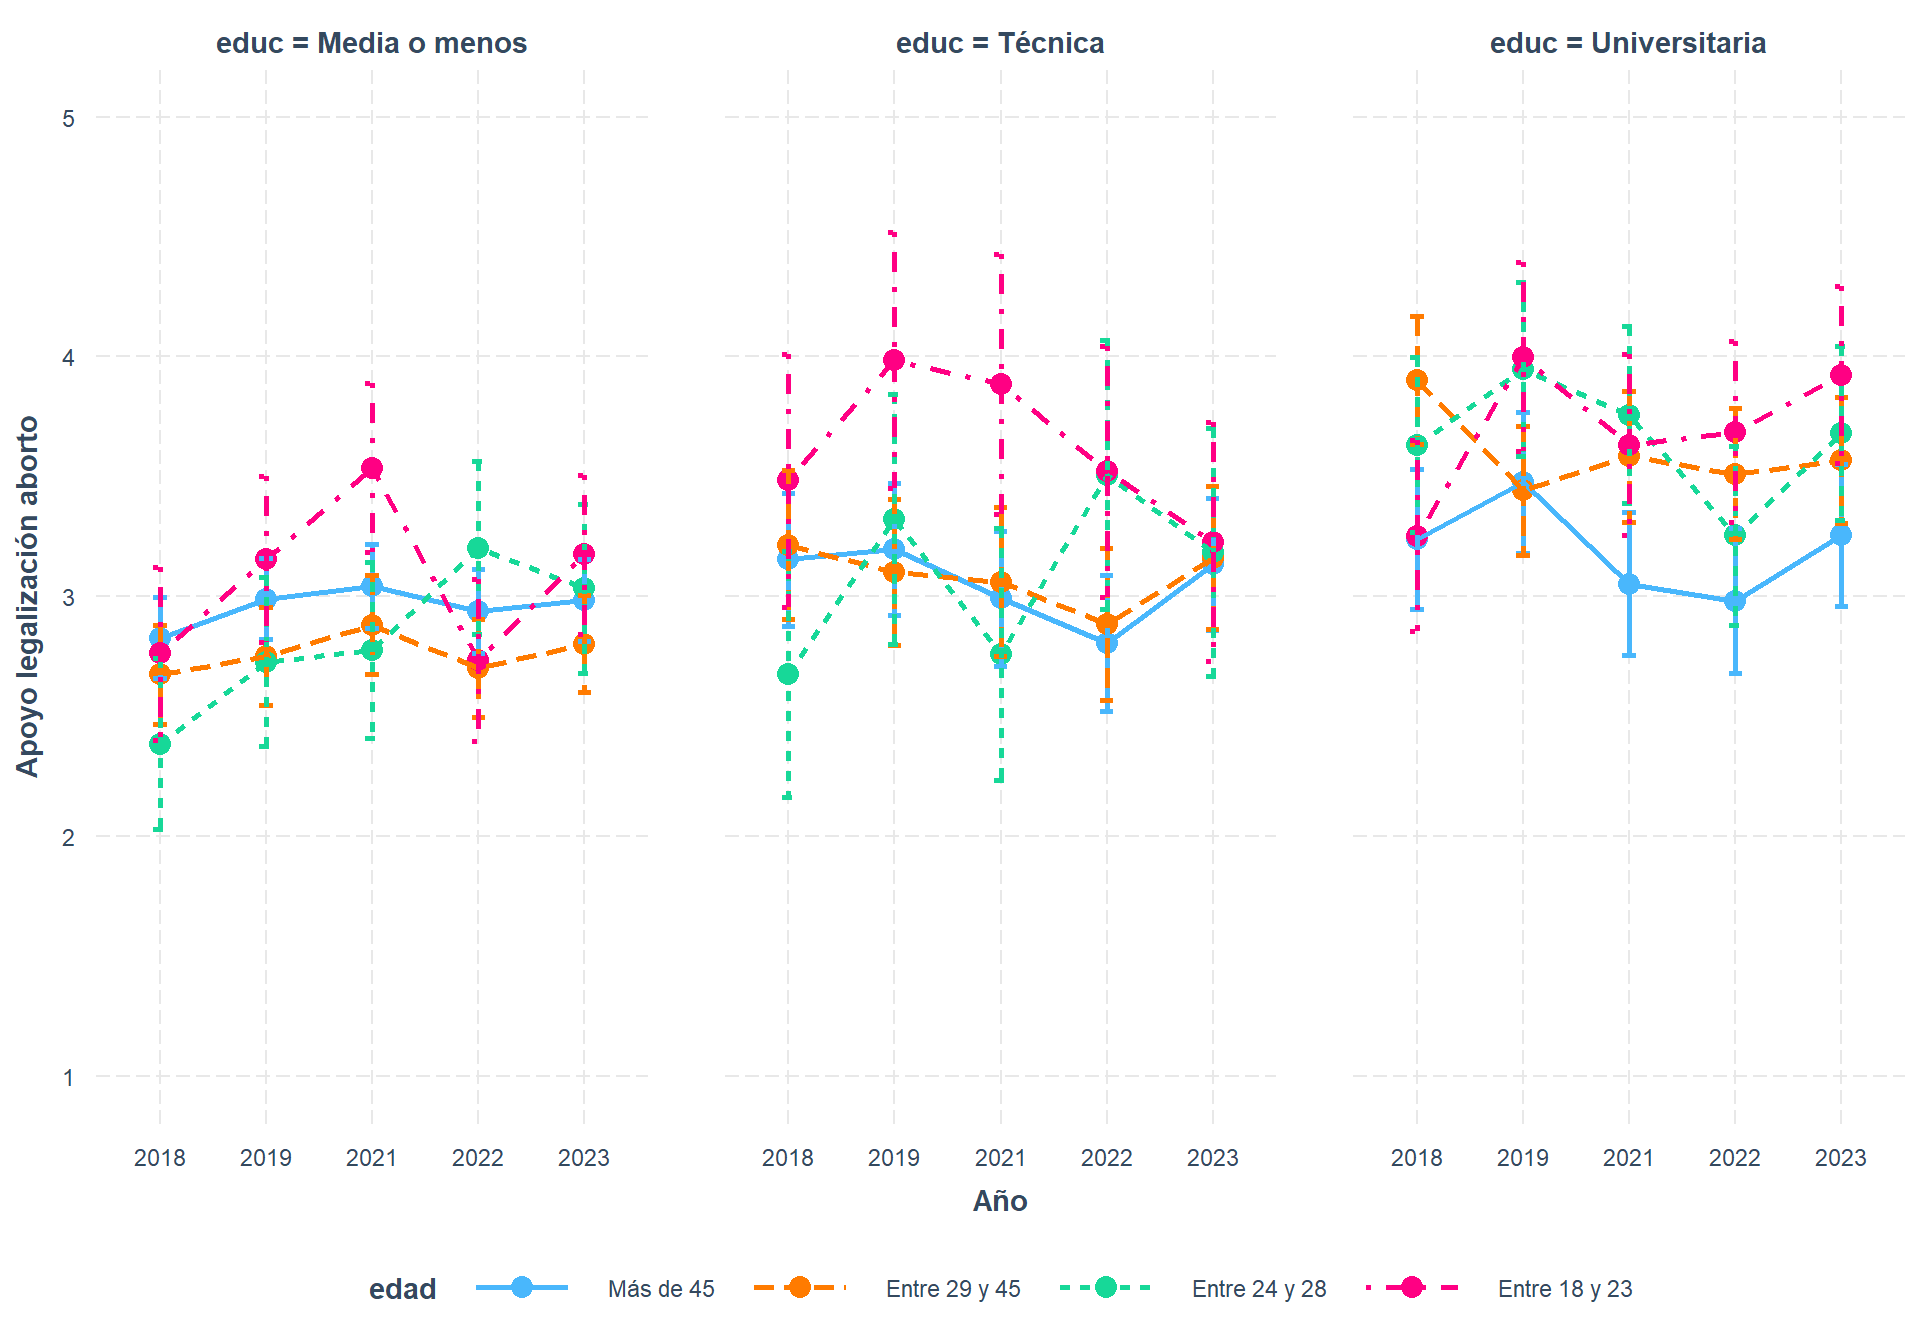 educ = Media o menos
educ = Técnica
educ = Universitaria
Apoyo legalización aborto
5
4
3
2
1
2018 2019 2021 2022 2023
2018 2019 2021 2022 2023
2018 2019 2021 2022 2023
Año
edad Más de 45 Entre 29 y 45 Entre 24 y 28 Entre 18 y 23